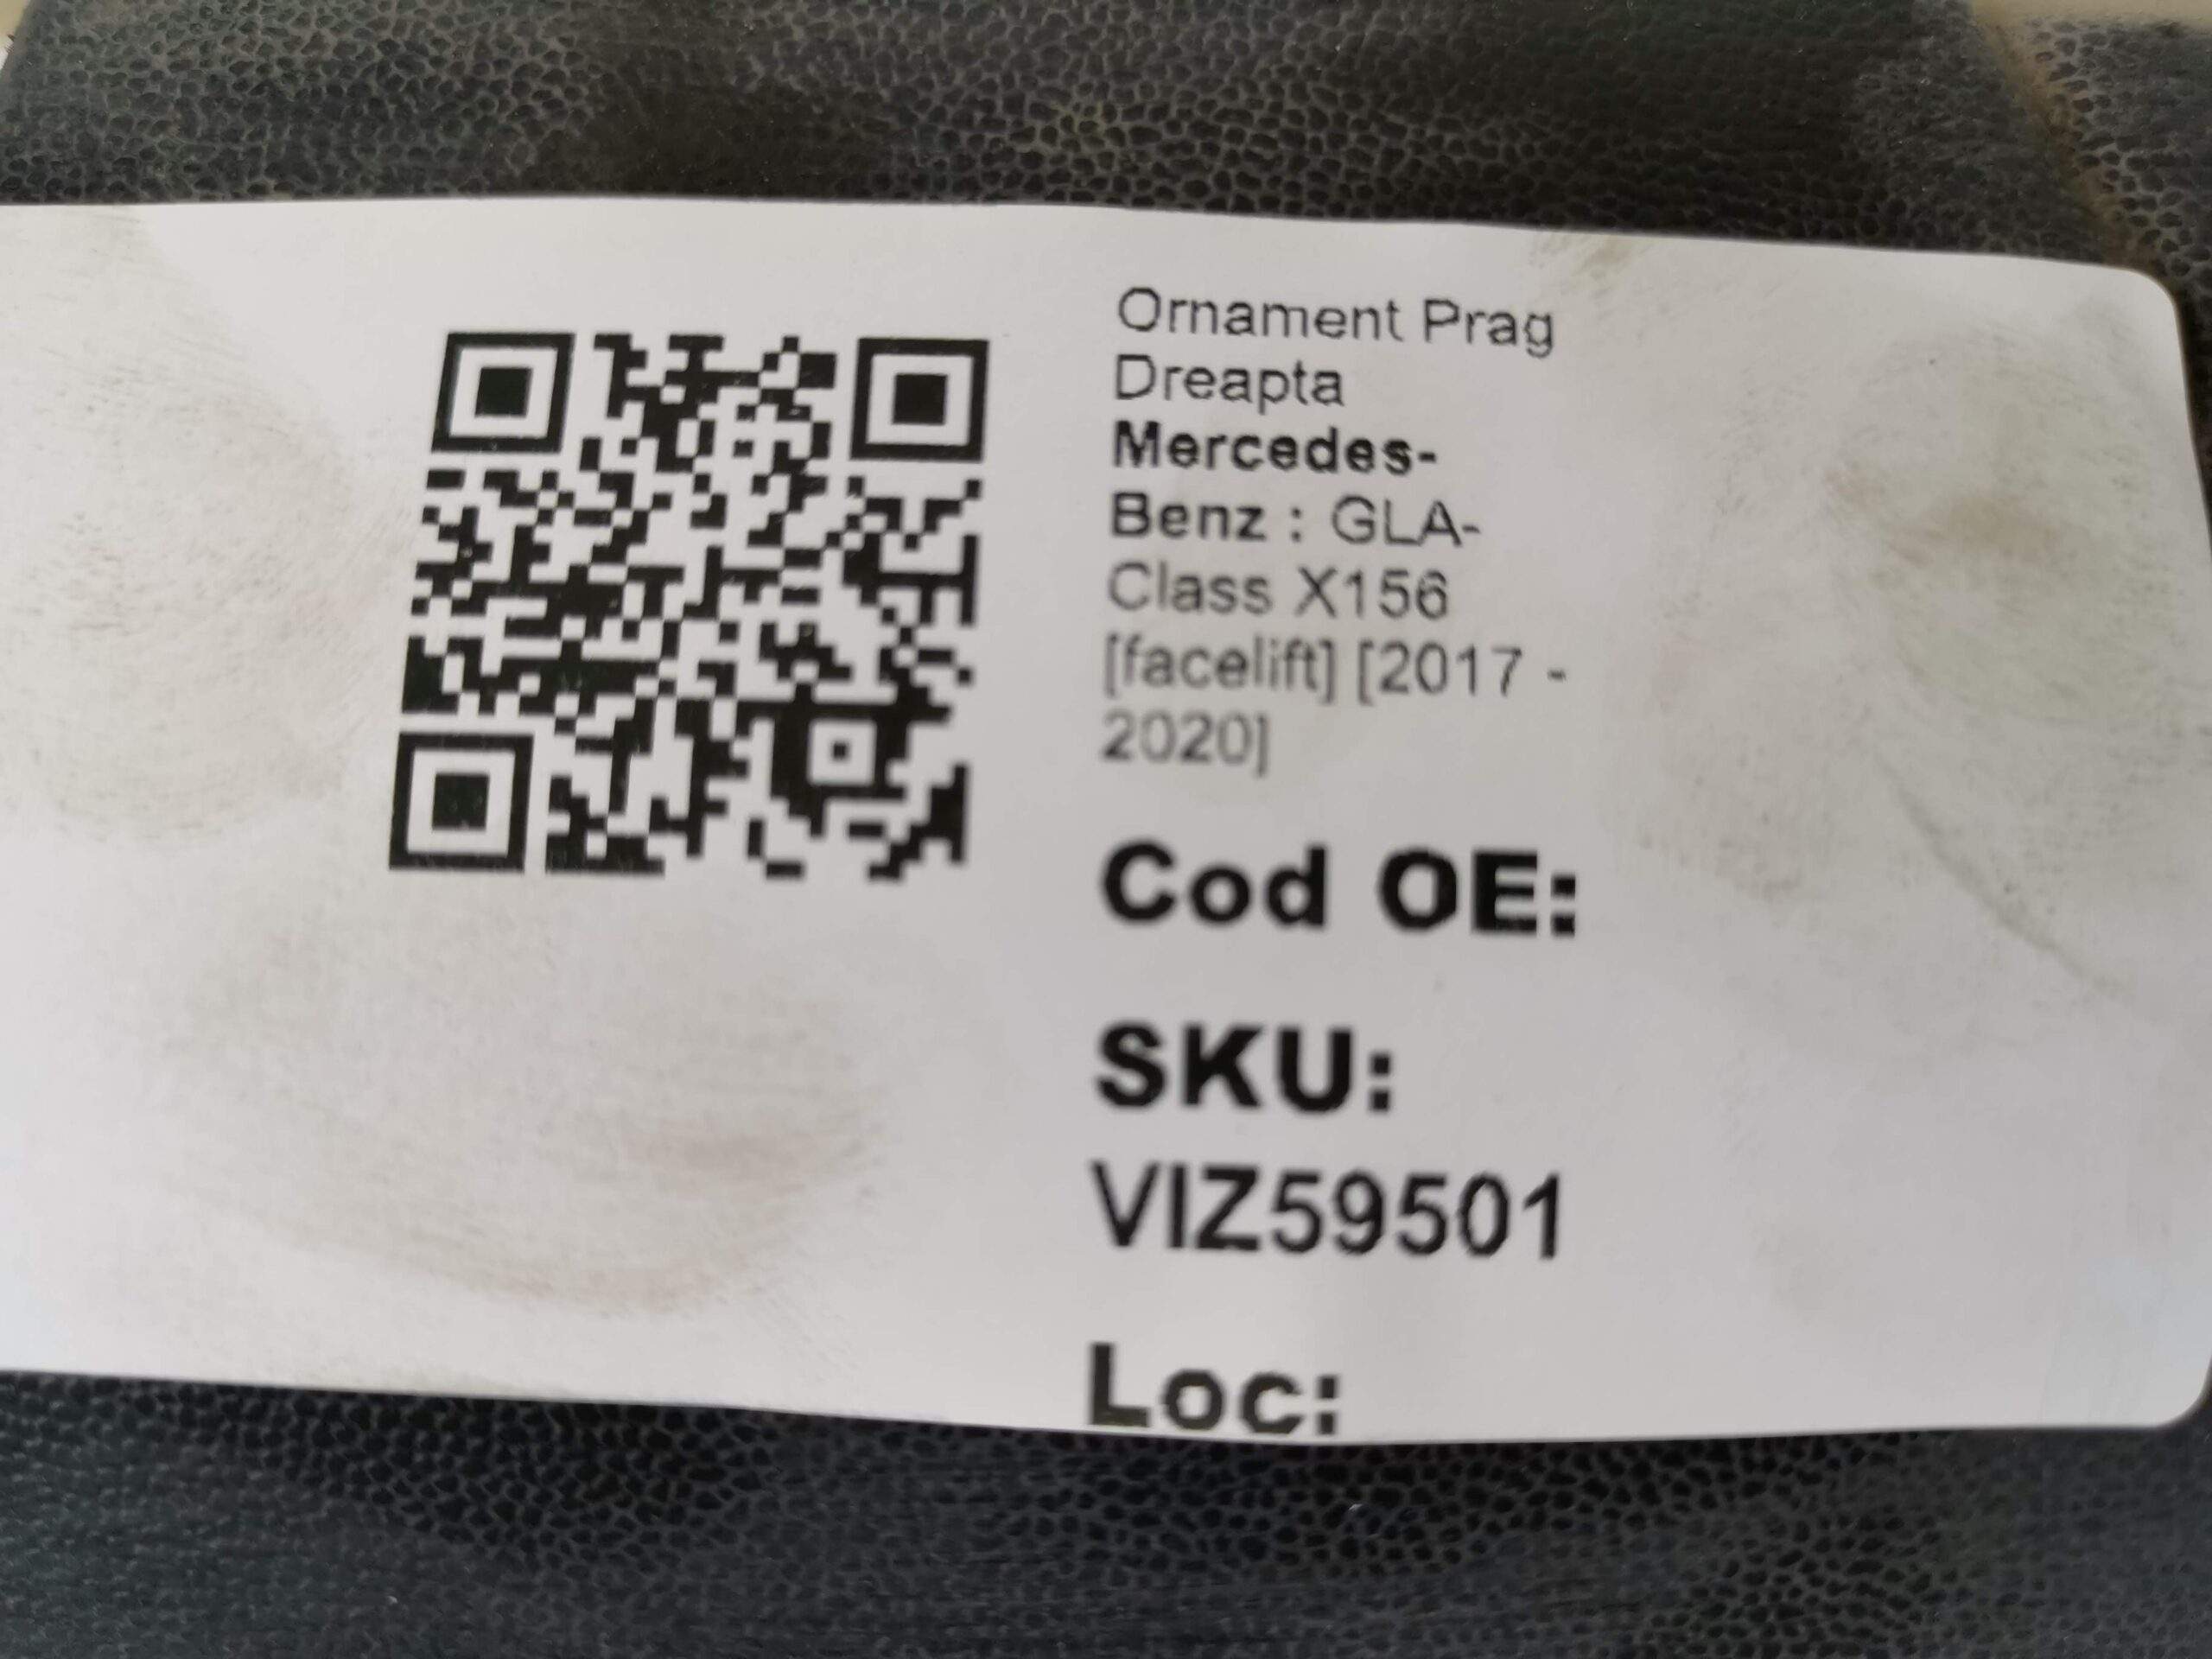 Ornament Prag
Dreapta
Mercedes-
Benz : GLA-
Class X156
[facelift] [2017 -
2020]
Cod OE:
SKU:
VIZ59501
Loc: